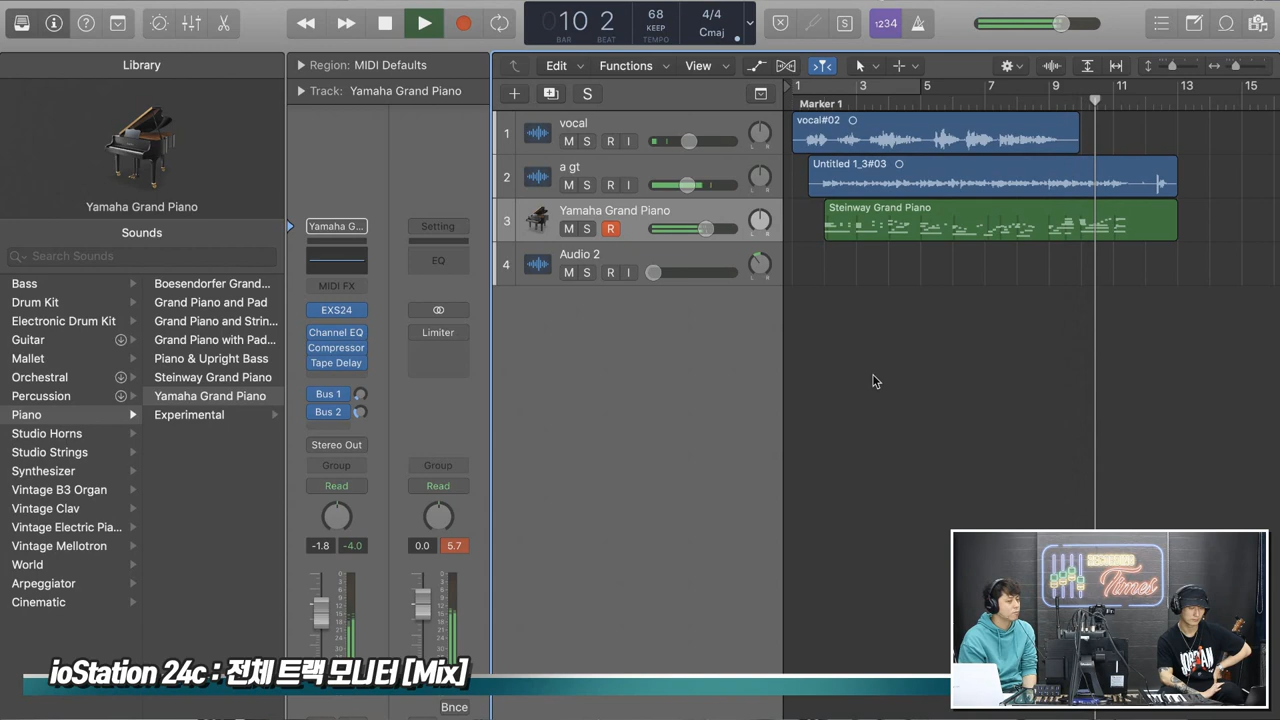 10 2
BAR BEAT
68
TEMPO
4/4
Cmaj
S
1234
Library
Region: MIDI Defaults
Track: Yamaha Grand Piano
Edit
Functions
View
S
1 3 5 7 9 11 13 15
Marker 1
Yamaha Grand Piano
Sounds
Search Sounds
Bass
Drum Kit
Electronic Drum Kit
Guitar
Mallet
Orchestral
Percussion
Piano
Studio Horns
Studio Strings
Synthesizer
Vintage B3 Organ
Vintage Clav
Vintage Electric Pia...
Vintage Mellotron
World
Arpeggiator
Cinematic
Boesendorfer Grand...
Grand Piano and Pad
Grand Piano and Strin...
Grand Piano with Pad...
Piano & Upright Bass
Steinway Grand Piano
Yamaha Grand Piano
Experimental
Yamaha G...
MIDI FX
EXS24
Channel EQ
Compressor
Tape Delay
Bus 1
Bus 2
Stereo Out
Group
Read
-1.8 -4.0
Setting
EQ
Limiter
Group
Read
0.0 5.7
Bnce
1 vocal
M S R I
L R
2 a gt
M S R I
L R
3 Yamaha Grand Piano
M S R I
L R
4 Audio 2
M S R I
L R
vocal#02
Untitled 1_3#03
Steinway Grand Piano
Times
ioStation 24c : 전체 트랙 모니터 [Mix]